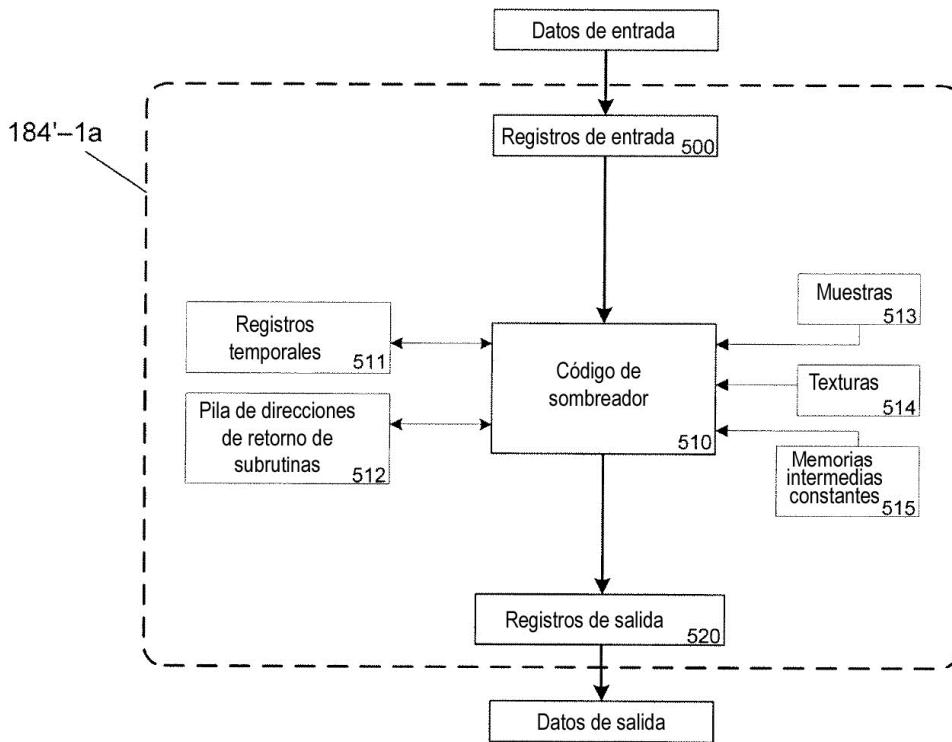 Datos de entrada
184'–1a
Registros de entrada
500
Registros
temporales
511
Pila de direcciones
de retorno de
subrutinas
512
Código de
sombreador
510
Muestras
513
Texturas
514
Memorias
intermedias
constantes
515
Registros de salida
520
Datos de salida